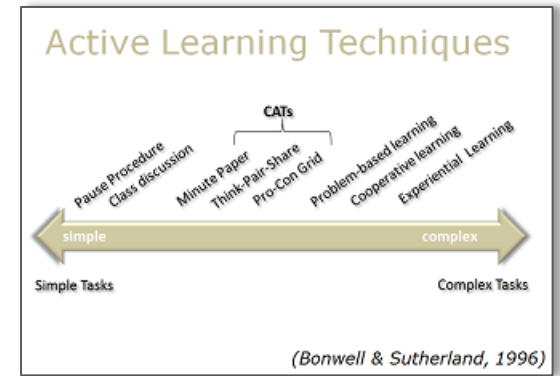 Active Learning Techniques
CATs
Pause Procedure
Class discussion
Minute Paper
Think-Pair-Share
Pro-Con Grid
Problem-based learning
Cooperative learning
Experiential Learning
simple
complex
Simple Tasks
Complex Tasks
(Bonwell & Sutherland, 1996)